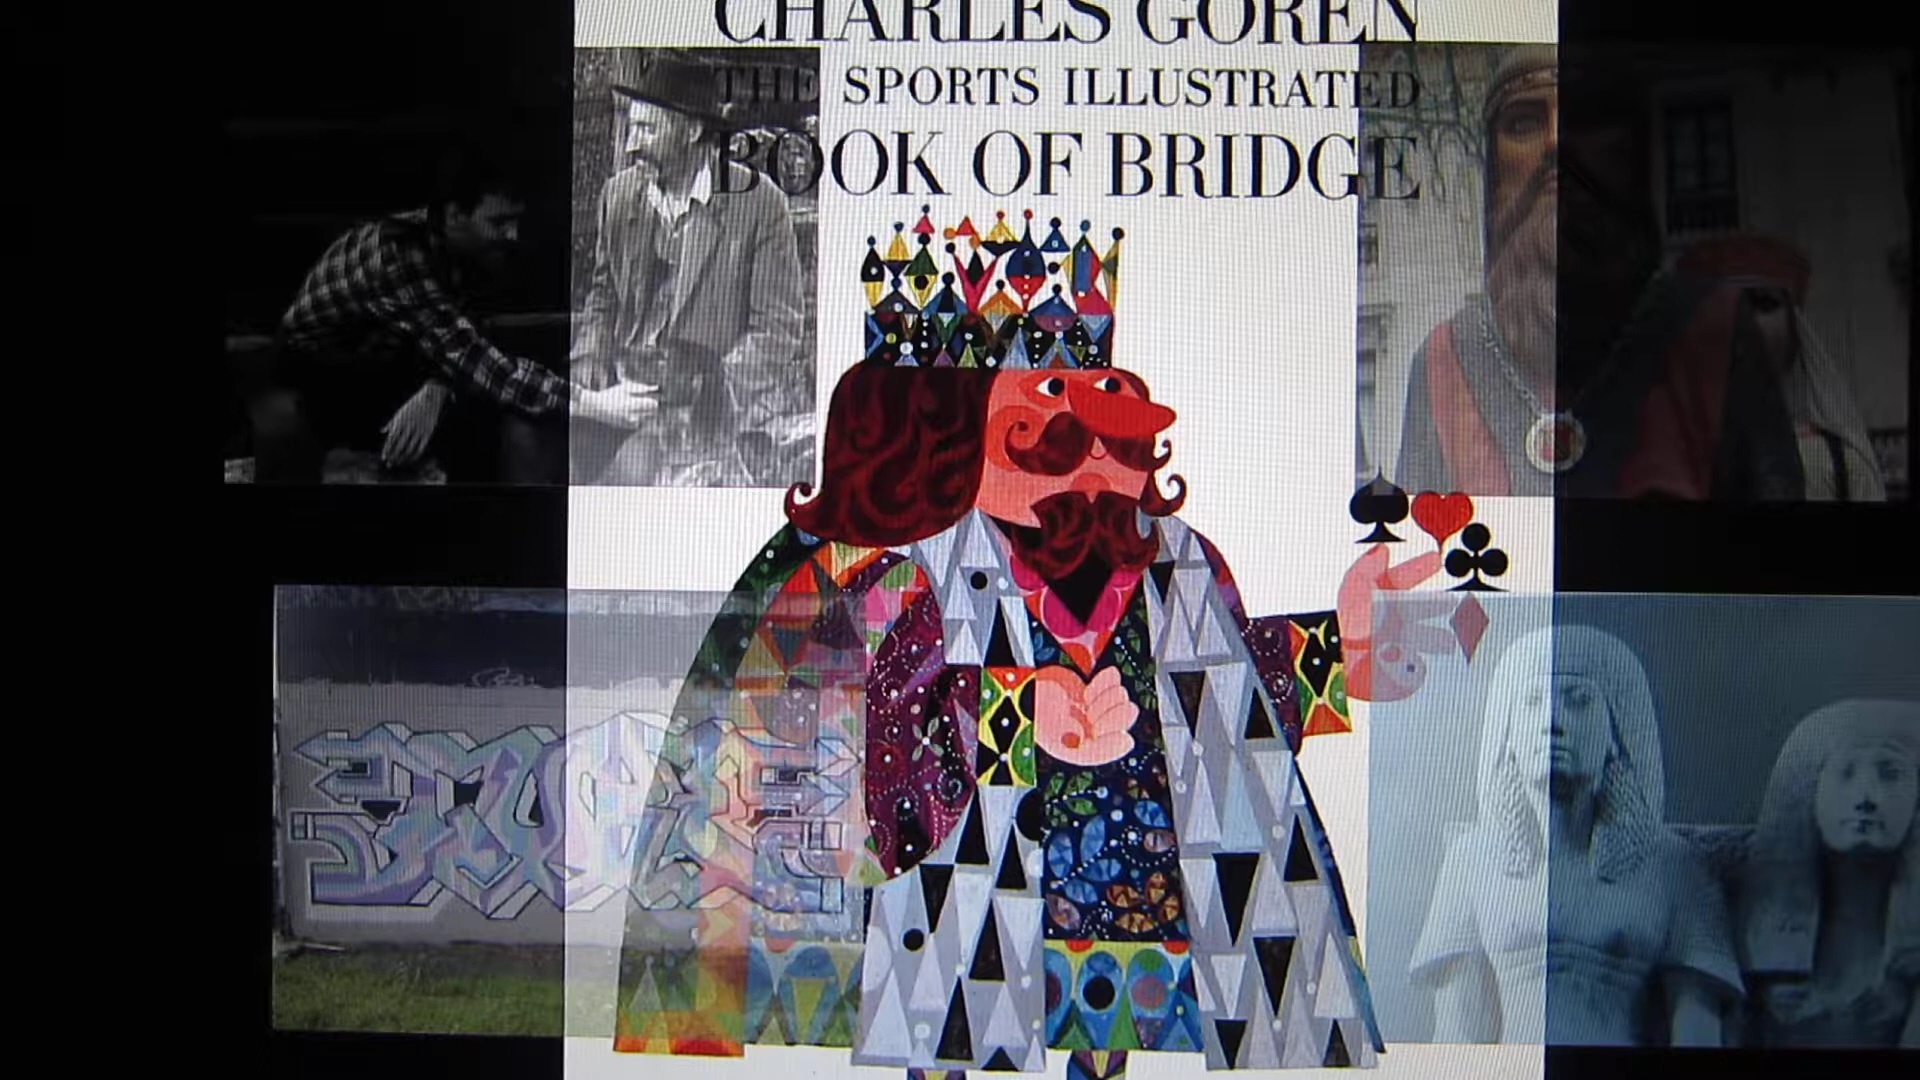 CHARLES GOREN
THE SPORTS ILLUSTRATED
BOOK OF BRIDGE